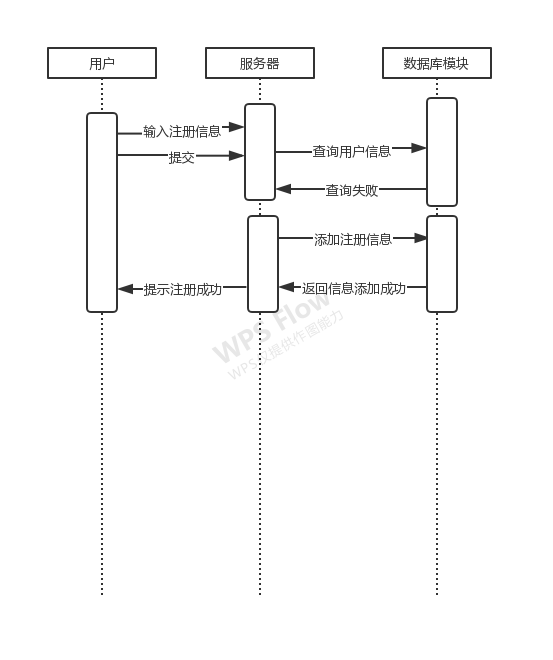 用户
服务器
数据库模块
输入注册信息
查询用户信息
提交
查询失败
添加注册信息
返回信息添加成功
提示注册成功
WPS Flow
WPS仅提供作图能力